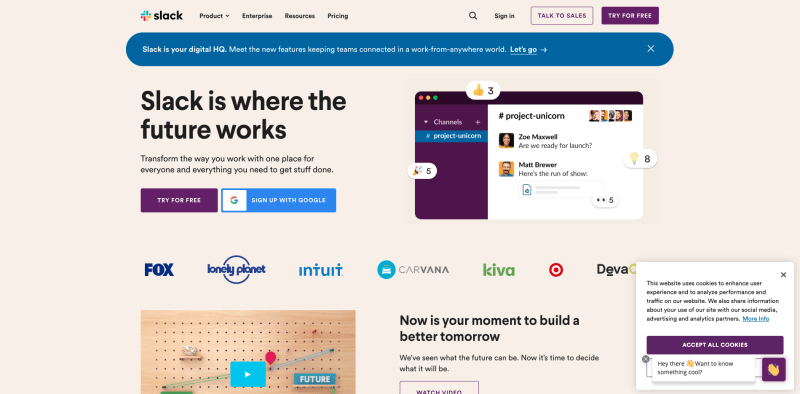 slack
Product
Enterprise
Resources
Pricing
Sign in
TALK TO SALES
TRY FOR FREE
Slack is your digital HQ. Meet the new features keeping teams connected in a work-from-anywhere world. Let's go →
Slack is where the
future works
Transform the way you work with one place for
everyone and everything you need to get stuff done.
TRY FOR FREE
G
SIGN UP WITH GOOGLE
3
Channels +
# project-unicorn
# project-unicorn
Zoe Maxwell
Are we ready for launch?
Matt Brewer
Here's the run of show:
8
5
5
FOX
lonely planet
intuit
CARVANA
kiva
Now is your moment to build a
better tomorrow
We've seen what the future can be. Now it's time to decide
what it will be.
WATCH VIDEO
FUTURE
This website uses cookies to enhance user
experience and to analyze performance and
traffic on our website. We also share information
about your use of our site with our social media,
advertising and analytics partners. More Info
ACCEPT ALL COOKIES
Hey there 👋 Want to know
something cool?